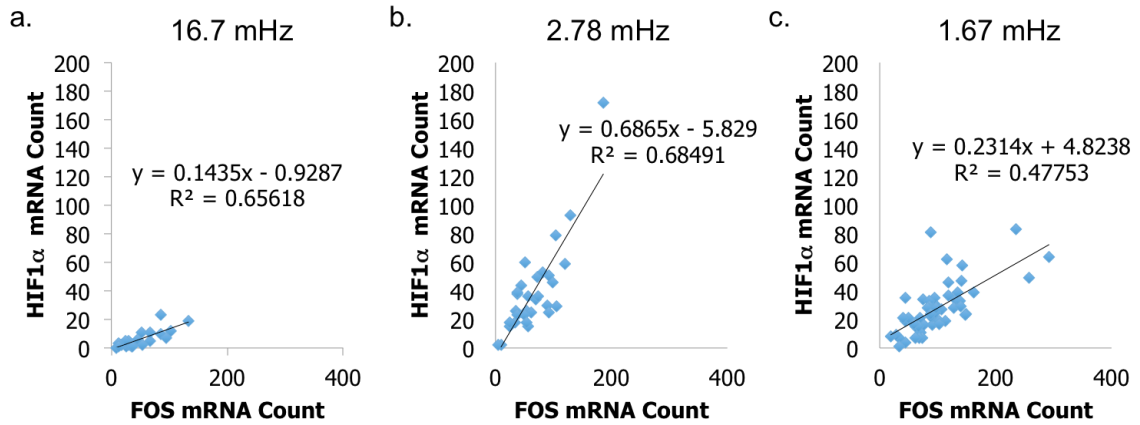 a.
16.7 mHz
HIF1α mRNA Count
200
180
160
140
120
100
80
60
40
20
0
y = 0.1435x - 0.9287
R² = 0.65618
0
200
400
FOS mRNA Count
b.
2.78 mHz
HIF1α mRNA Count
200
180
160
140
120
100
80
60
40
20
0
y = 0.6865x - 5.829
R² = 0.68491
0
200
400
FOS mRNA Count
c.
1.67 mHz
HIF1α mRNA Count
200
180
160
140
120
100
80
60
40
20
0
y = 0.2314x + 4.8238
R² = 0.47753
0
200
400
FOS mRNA Count